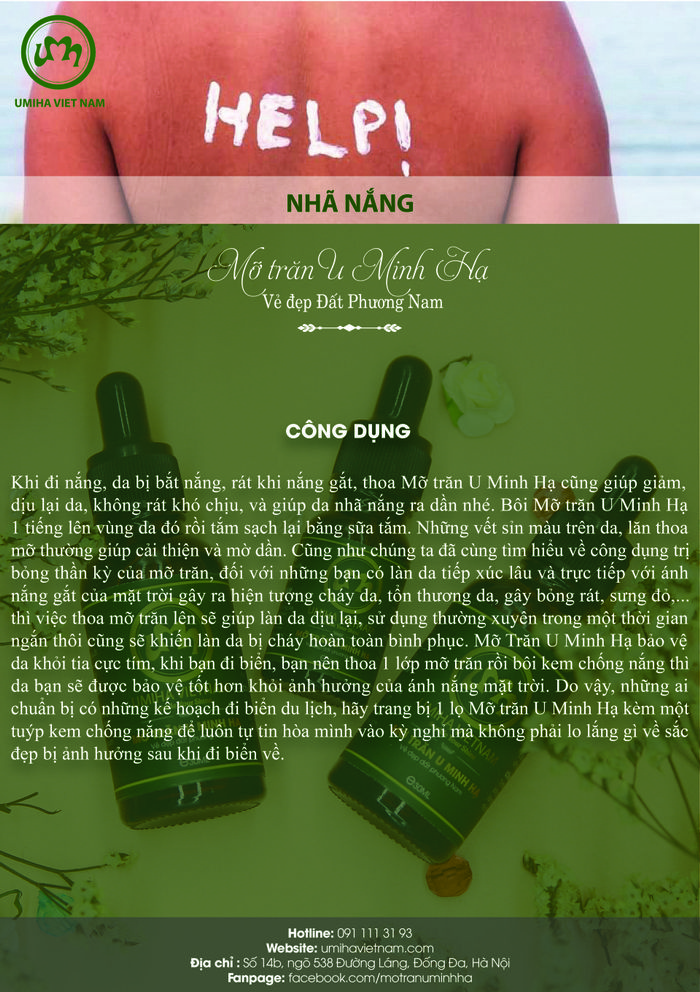 UMIHA VIET NAM
HELP!
NHÃ NẮNG
Mỡ trăn U Minh Hạ
Vẻ đẹp Đất Phương Nam
CÔNG DỤNG
Khi đi nắng, da bị bắt nắng, rát khi nắng gắt, thoa Mỡ trăn U Minh Hạ cũng giúp giảm,
dịu lại da, không rát khó chịu, và giúp da nhã nắng ra dần nhé. Bôi Mỡ trăn U Minh Hạ
1 tiếng lên vùng da đó rồi tắm sạch lại bằng sữa tắm. Những vết sin màu trên da, lăn thoa
mỡ thường giúp cải thiện và mờ dần. Cũng như chúng ta đã cùng tìm hiểu về công dụng trị
bỏng thần kỳ của mỡ trăn, đối với những bạn có làn da tiếp xúc lâu và trực tiếp với ánh
nắng gắt của mặt trời gây ra hiện tượng cháy da, tổn thương da, gây bỏng rát, sưng đỏ,...
thì việc thoa mỡ trăn lên sẽ giúp làn da dịu lại, sử dụng thường xuyên trong một thời gian
ngắn thôi cũng sẽ khiến làn da bị cháy hoàn toàn bình phục. Mỡ Trăn U Minh Hạ bảo vệ
da khỏi tia cực tím, khi bạn đi biển, bạn nên thoa 1 lớp mỡ trăn rồi bôi kem chống nắng thì
da bạn sẽ được bảo vệ tốt hơn khỏi ảnh hưởng của ánh nắng mặt trời. Do vậy, những ai
chuẩn bị có những kế hoạch đi biển du lịch, hãy trang bị 1 lọ Mỡ trăn U Minh Hạ kèm một
tuýp kem chống nắng để luôn tự tin hòa mình vào kỳ nghỉ mà không phải lo lắng gì về sắc
đẹp bị ảnh hưởng sau khi đi biển về.
Hotline: 091 111 31 93
Website: umihavietnam.com
Địa chỉ : Số 14b, ngõ 538 Đường Láng, Đống Đa, Hà Nội
Fanpage: facebook.com/motranuminhha